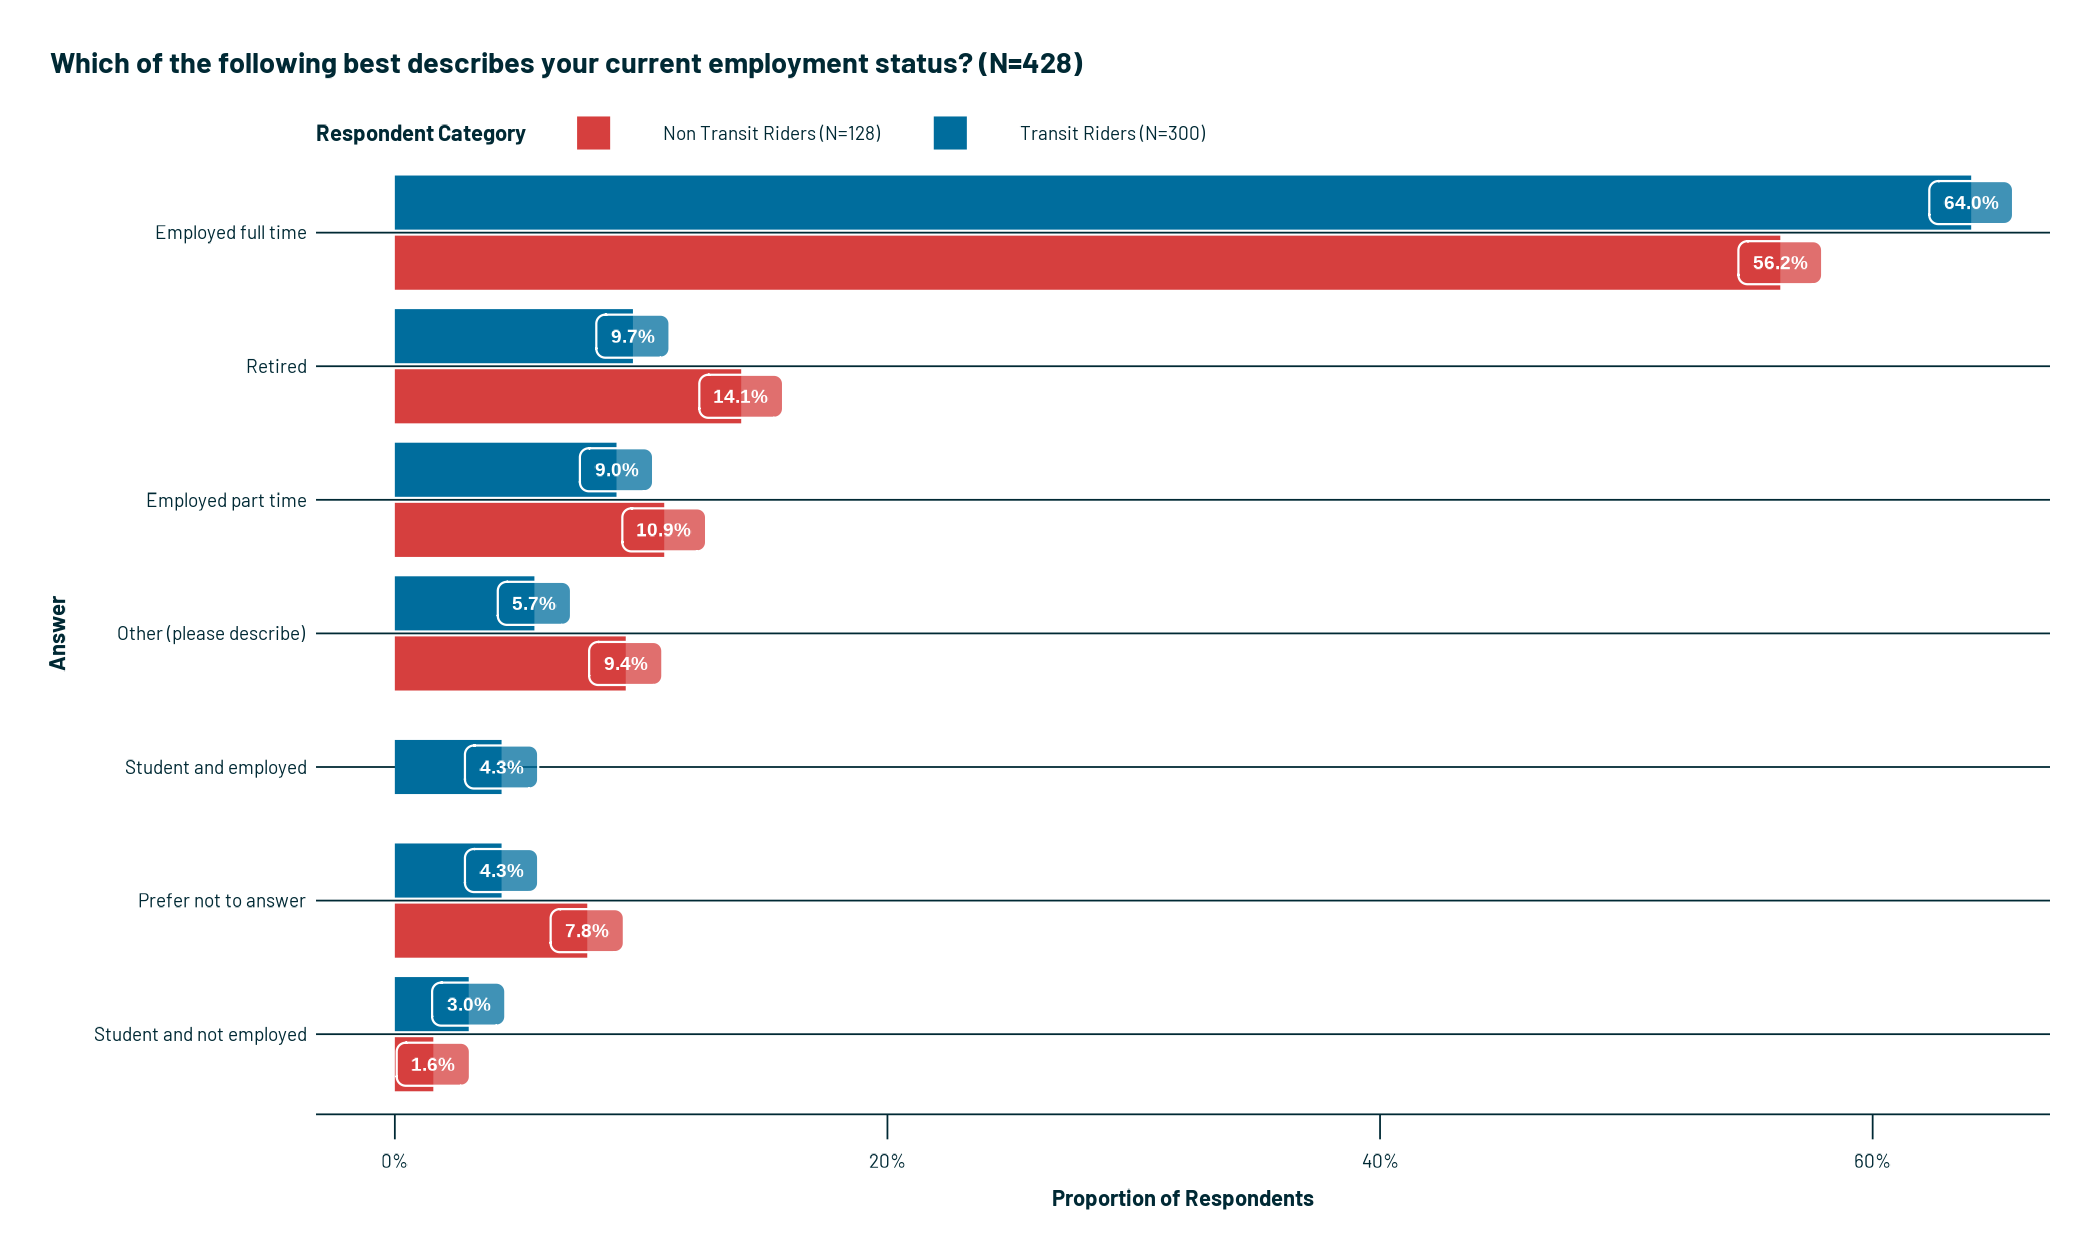 Which of the following best describes your current employment status? (N=428)
Respondent Category Non Transit Riders (N=128) Transit Riders (N=300)
64.0%
Employed full time
56.2%
9.7%
Retired
14.1%
9.0%
Employed part time
10.9%
5.7%
Other (please describe)
9.4%
Student and employed 4.3%
4.3%
Prefer not to answer
7.8%
3.0%
Student and not employed
1.6%
Answer
0% 20% 40% 60%
Proportion of Respondents